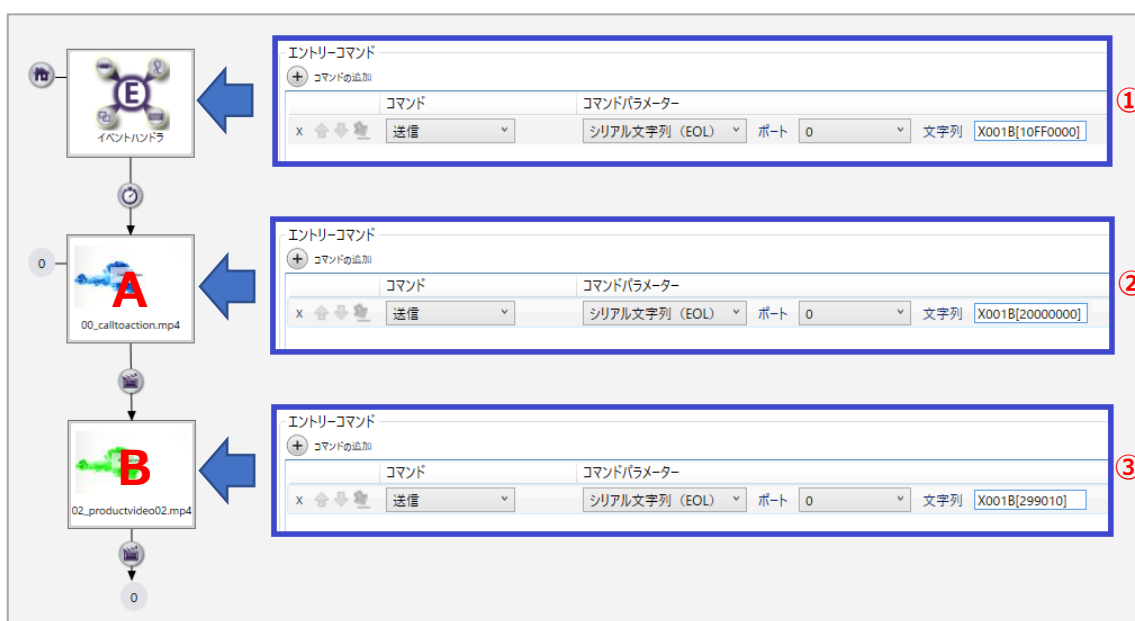 エントリーコマンド
+ コマンドの追加
コマンド コマンドパラメーター
x 送信 シリアル文字列（EOL） ポート 0 文字列 X001B[10FF0000]
①
E
イベントハンドラ
エントリーコマンド
+ コマンドの追加
コマンド コマンドパラメーター
x 送信 シリアル文字列（EOL） ポート 0 文字列 X001B[20000000]
②
0
A
00_calltoaction.mp4
エントリーコマンド
+ コマンドの追加
コマンド コマンドパラメーター
x 送信 シリアル文字列（EOL） ポート 0 文字列 X001B[299010]
③
B
02_productvideo02.mp4
0